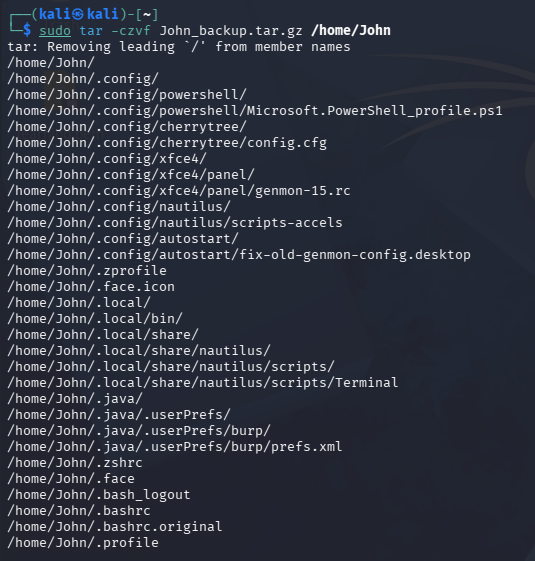 ┌──(kali㉿kali)-[~]
└─$ sudo tar -czvf John_backup.tar.gz /home/John
tar: Removing leading `/' from member names
/home/John/
/home/John/.config/
/home/John/.config/powershell/
/home/John/.config/powershell/Microsoft.PowerShell_profile.ps1
/home/John/.config/cherrytree/
/home/John/.config/cherrytree/config.cfg
/home/John/.config/xfce4/
/home/John/.config/xfce4/panel/
/home/John/.config/xfce4/panel/genmon-15.rc
/home/John/.config/nautilus/
/home/John/.config/nautilus/scripts-accels
/home/John/.config/autostart/
/home/John/.config/autostart/fix-old-genmon-config.desktop
/home/John/.zprofile
/home/John/.face.icon
/home/John/.local/
/home/John/.local/bin/
/home/John/.local/share/
/home/John/.local/share/nautilus/
/home/John/.local/share/nautilus/scripts/
/home/John/.local/share/nautilus/scripts/Terminal
/home/John/.java/
/home/John/.java/.userPrefs/
/home/John/.java/.userPrefs/burp/
/home/John/.java/.userPrefs/burp/prefs.xml
/home/John/.zshrc
/home/John/.face
/home/John/.bash_logout
/home/John/.bashrc
/home/John/.bashrc.original
/home/John/.profile